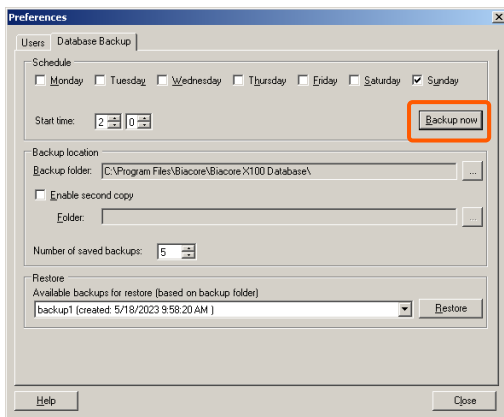 Preferences
Users Database Backup
Schedule
Monday Tuesday Wednesday Thursday Friday Saturday Sunday
Start time: 2 0 Backup now
Backup location
Backup folder: C:\Program Files\Biacore\Biacore X100 Database\ ...
Enable second copy
Folder: ...
Number of saved backups: 5
Restore
Available backups for restore (based on backup folder)
backup1 (created: 5/18/2023 9:58:20 AM ) Restore
Help Close